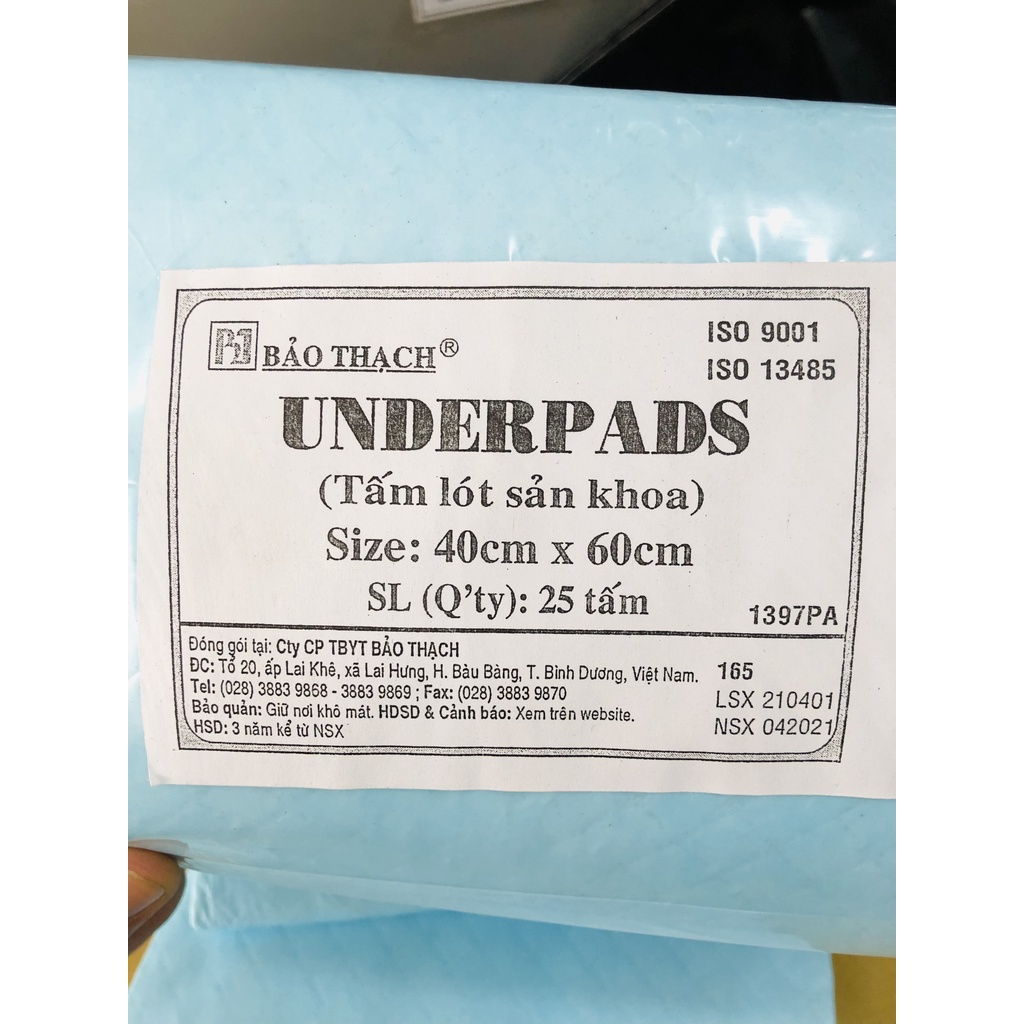 BẢO THẠCH®
ISO 9001
ISO 13485
UNDERPADS
(Tấm lót sản khoa)
Size: 40cm x 60cm
SL (Q'ty): 25 tấm
1397PA
Đóng gói tại: Cty CP TBYT BẢO THẠCH
ĐC: Tổ 20, ấp Lai Khê, xã Lai Hưng, H. Bàu Bàng, T. Bình Dương, Việt Nam.
Tel: (028) 3883 9868 - 3883 9869 ; Fax: (028) 3883 9870
Bảo quản: Giữ nơi khô mát. HDSD & Cảnh báo: Xem trên website.
HSD: 3 năm kể từ NSX
165
LSX 210401
NSX 042021